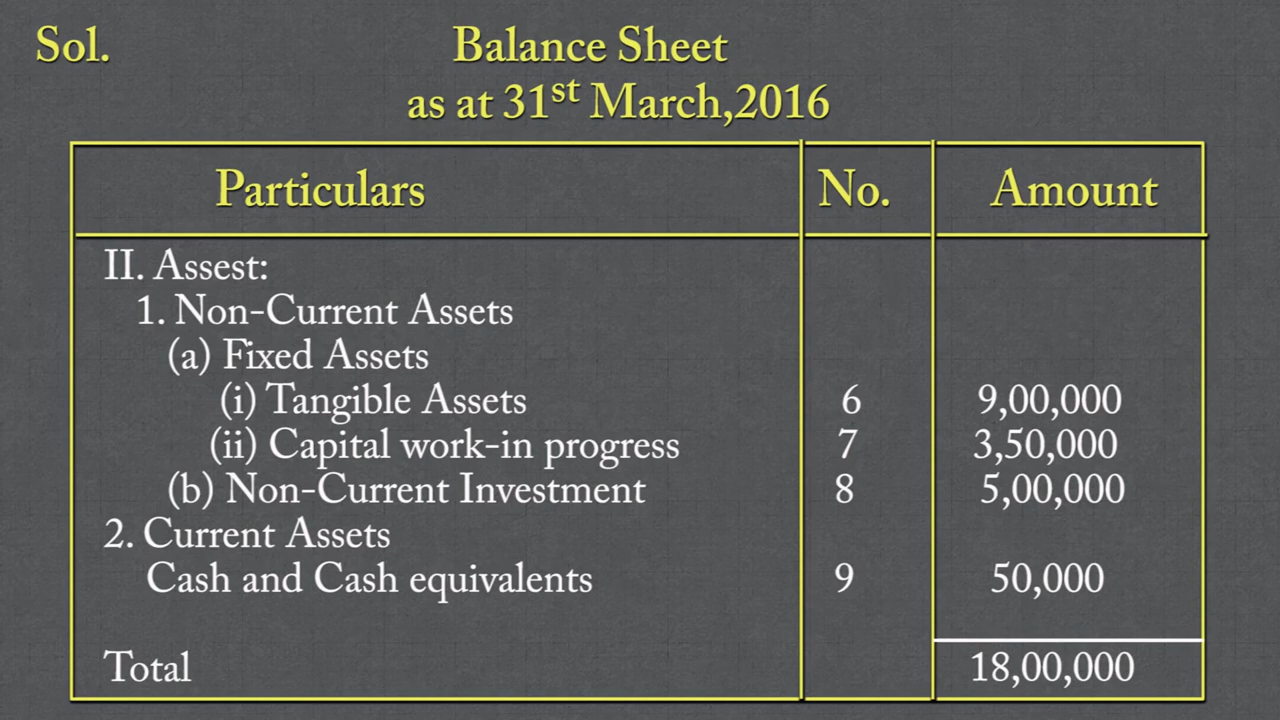 Sol.
Balance Sheet
as at 31st March,2016
Particulars No. Amount
II. Assest:
1. Non-Current Assets
(a) Fixed Assets
(i) Tangible Assets 6 9,00,000
(ii) Capital work-in progress 7 3,50,000
(b) Non-Current Investment 8 5,00,000
2. Current Assets
Cash and Cash equivalents 9 50,000
Total 18,00,000